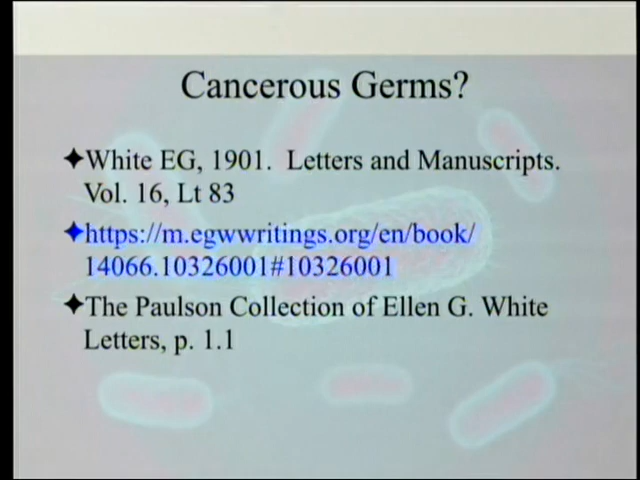 Cancerous Germs?
✦White EG, 1901. Letters and Manuscripts.
Vol. 16, Lt 83
✦https://m.egwwritings.org/en/book/
14066.10326001#10326001
✦The Paulson Collection of Ellen G. White
Letters, p. 1.1